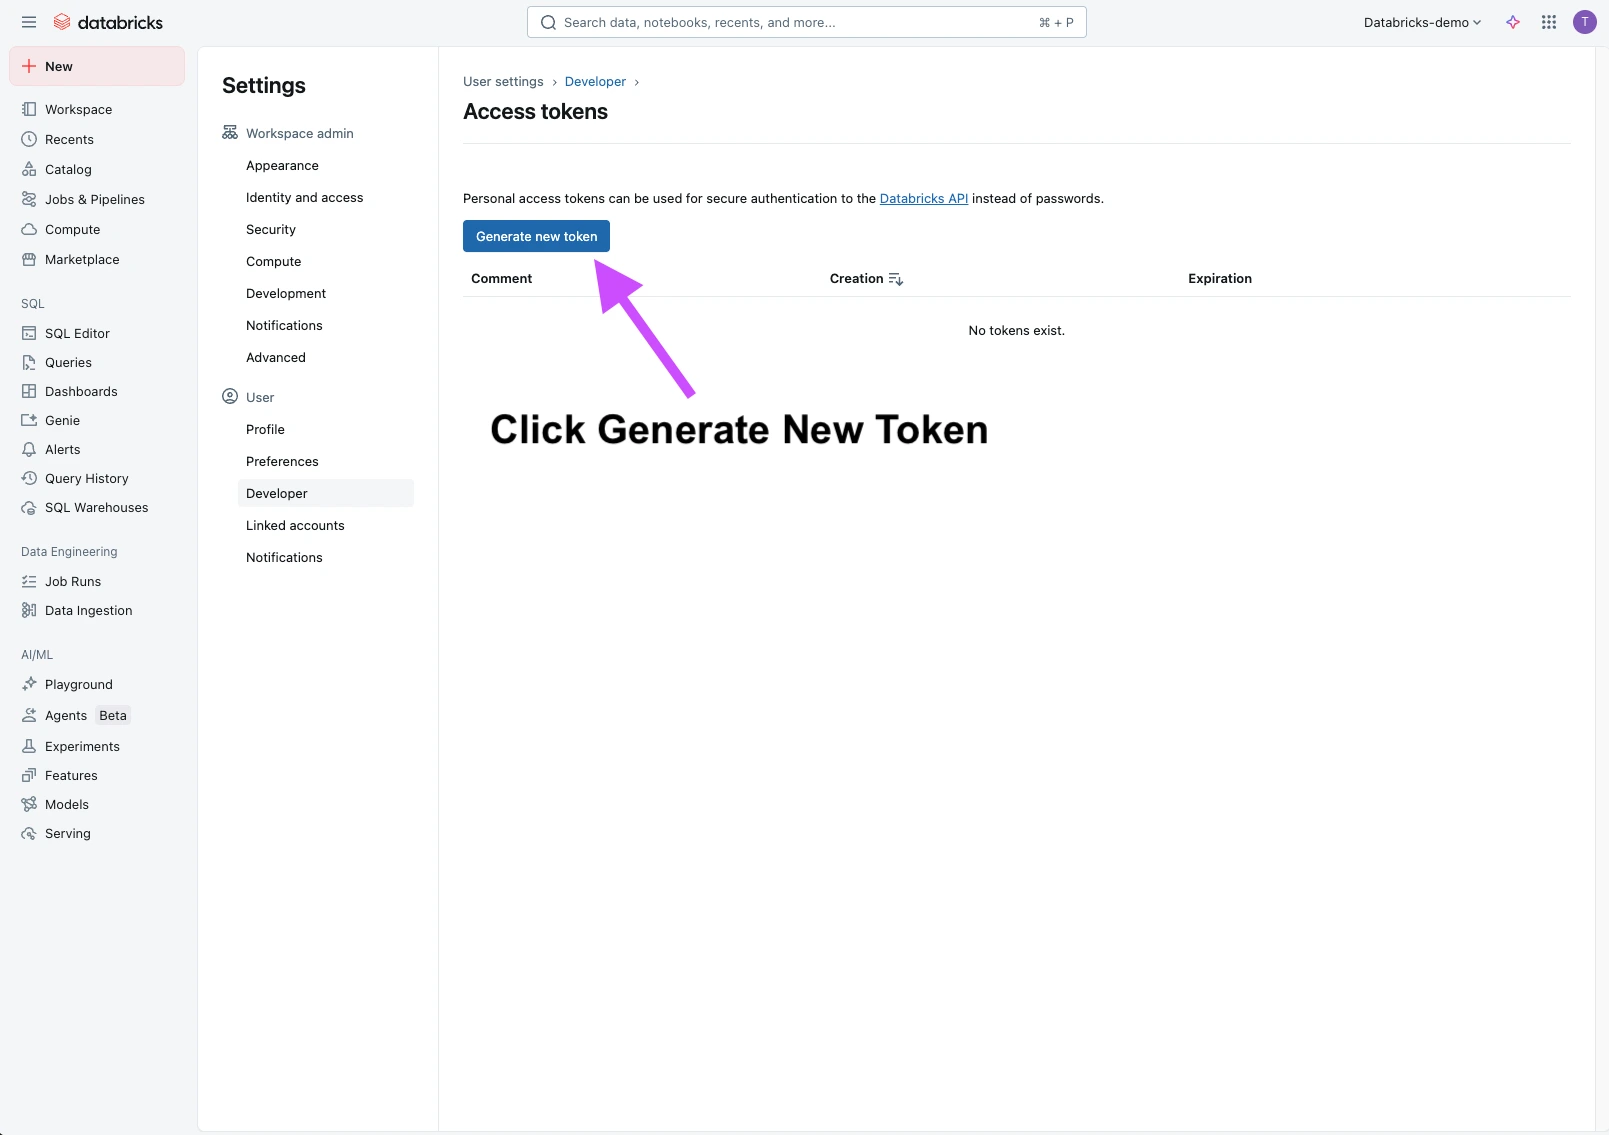 databricks
Search data, notebooks, recents, and more...
⌘ + P
Databricks-demo
T
New
Workspace
Recents
Catalog
Jobs & Pipelines
Compute
Marketplace
SQL
SQL Editor
Queries
Dashboards
Genie
Alerts
Query History
SQL Warehouses
Data Engineering
Job Runs
Data Ingestion
AI/ML
Playground
Agents Beta
Experiments
Features
Models
Serving
Settings
Workspace admin
Appearance
Identity and access
Security
Compute
Development
Notifications
Advanced
User
Profile
Preferences
Developer
Linked accounts
Notifications
User settings › Developer ›
Access tokens
Personal access tokens can be used for secure authentication to the Databricks API instead of passwords.
Generate new token
Comment Creation Expiration
No tokens exist.
Click Generate New Token